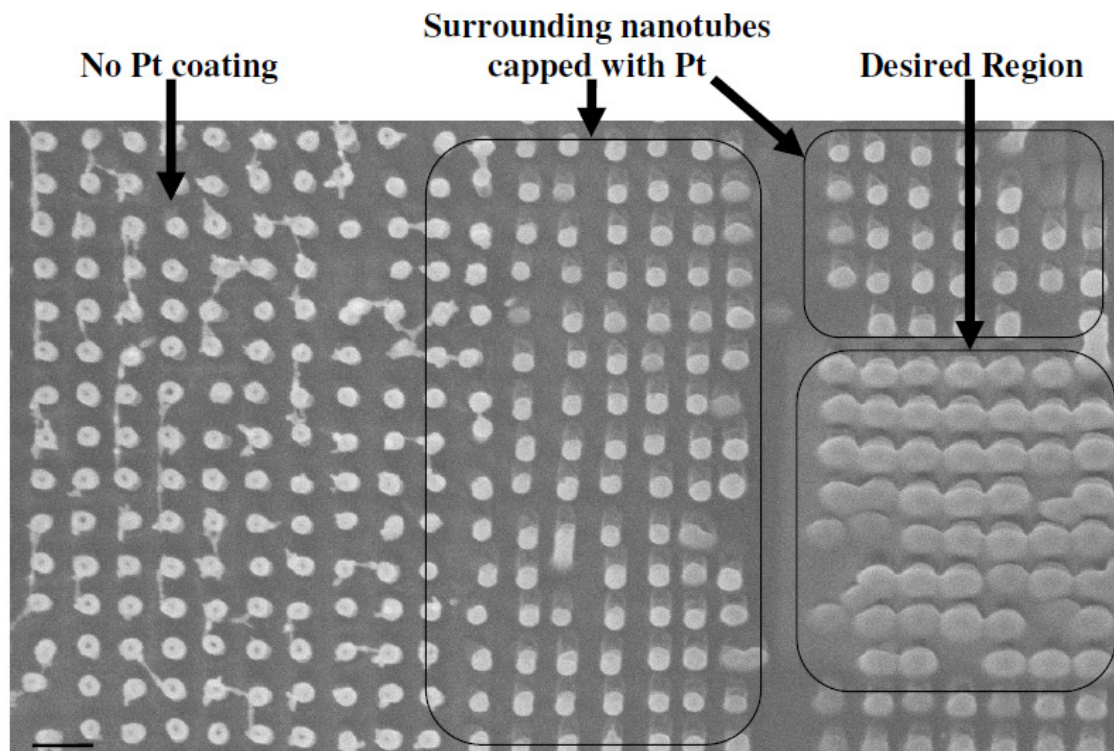 No Pt coating
Surrounding nanotubes
capped with Pt
Desired Region